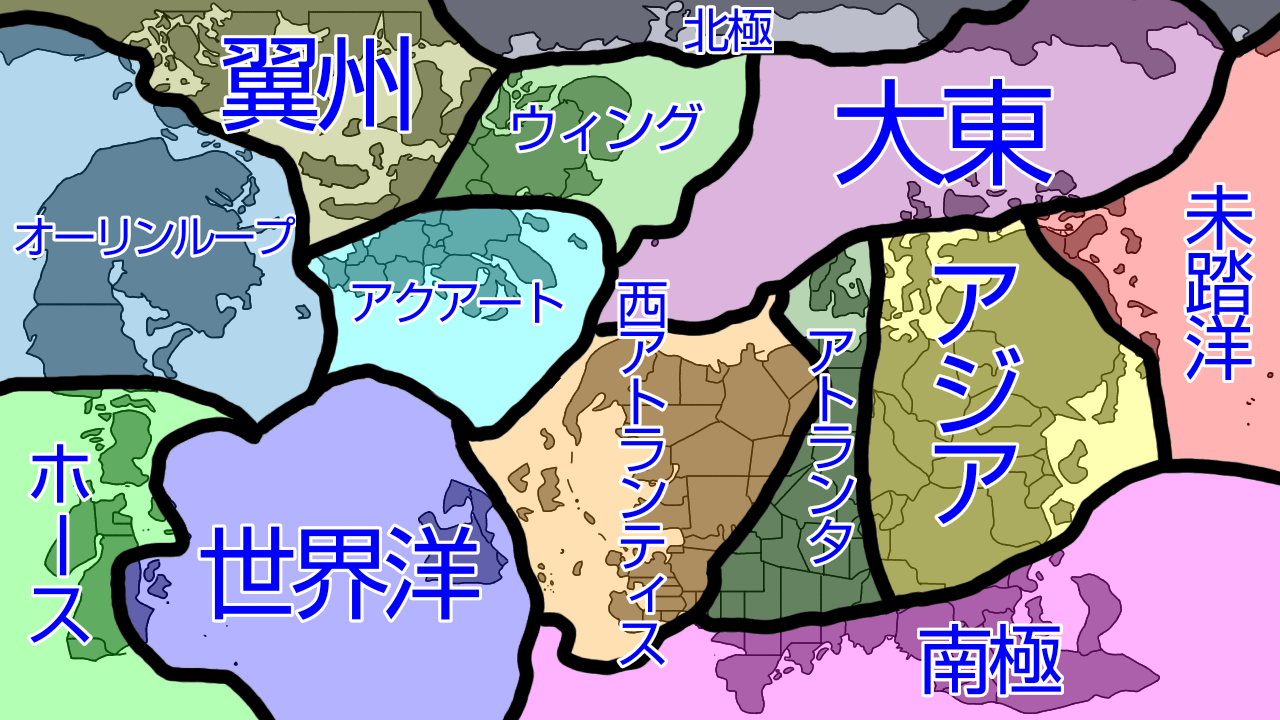 北極
翼州
ウィング
大東
オーリンループ
アクアート
西アトランティス
アトランタ
アジア
未踏洋
ホース
世界洋
南極